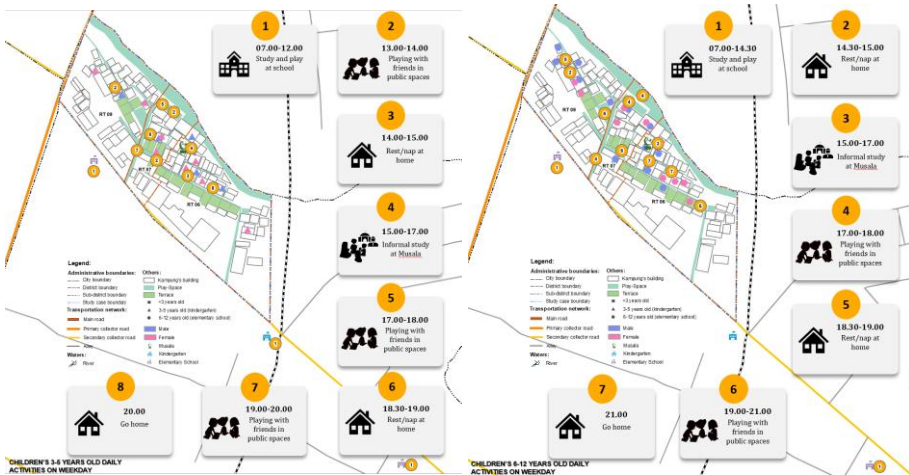 1
07.00-12.00
Study and play
at school
2
13.00-14.00
Playing with
friends in
public spaces
3
14.00-15.00
Rest/nap at
home
4
15.00-17.00
Informal study
at Musala
5
17.00-18.00
Playing with
friends in
public spaces
6
18.30-19.00
Rest/nap at
home
7
19.00-20.00
Playing with
friends in
public spaces
8
20.00
Go home
RT 09
RT 07
RT 06
Legend:
Administrative boundaries:
City boundary
District boundary
Sub-district boundary
Study case boundary
Transportation network:
Main road
Primary collector road
Secondary collector road
Alley
Waters:
River
Others:
Kampung's building
Play-Space
Terrace
<3 years old
3-5 years old (kindergarten)
6-12 years old (elementary school)
Male
Female
Musalla
Kindergarten
Elementary School
CHILDREN'S 3-5 YEARS OLD DAILY
ACTIVITIES ON WEEKDAY
1
07.00-14.30
Study and play
at school
2
14.30-15.00
Rest/nap at
home
3
15.00-17.00
Informal study
at Musala
4
17.00-18.00
Playing with
friends in
public spaces
5
18.30-19.00
Rest/nap at
home
6
19.00-21.00
Playing with
friends in
public spaces
7
21.00
Go home
RT 09
RT 07
RT 06
Legend:
Administrative boundaries:
City boundary
District boundary
Sub-district boundary
Study case boundary
Transportation network:
Main road
Primary collector road
Secondary collector road
Alley
Waters:
River
Others:
Kampung's building
Play-Space
Terrace
<3 years old
3-5 years old (kindergarten)
6-12 years old (elementary school)
Male
Female
Musalla
Kindergarten
Elementary School
CHILDREN'S 6-12 YEARS OLD DAILY
ACTIVITIES ON WEEKDAY